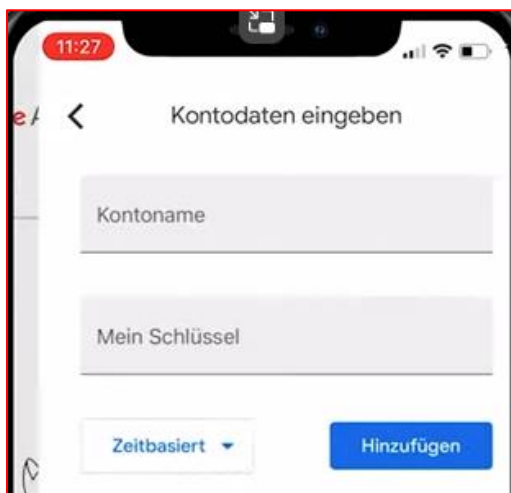 11:27
e A
Kontodaten eingeben
Kontoname
Mein Schlüssel
Zeitbasiert
Hinzufügen